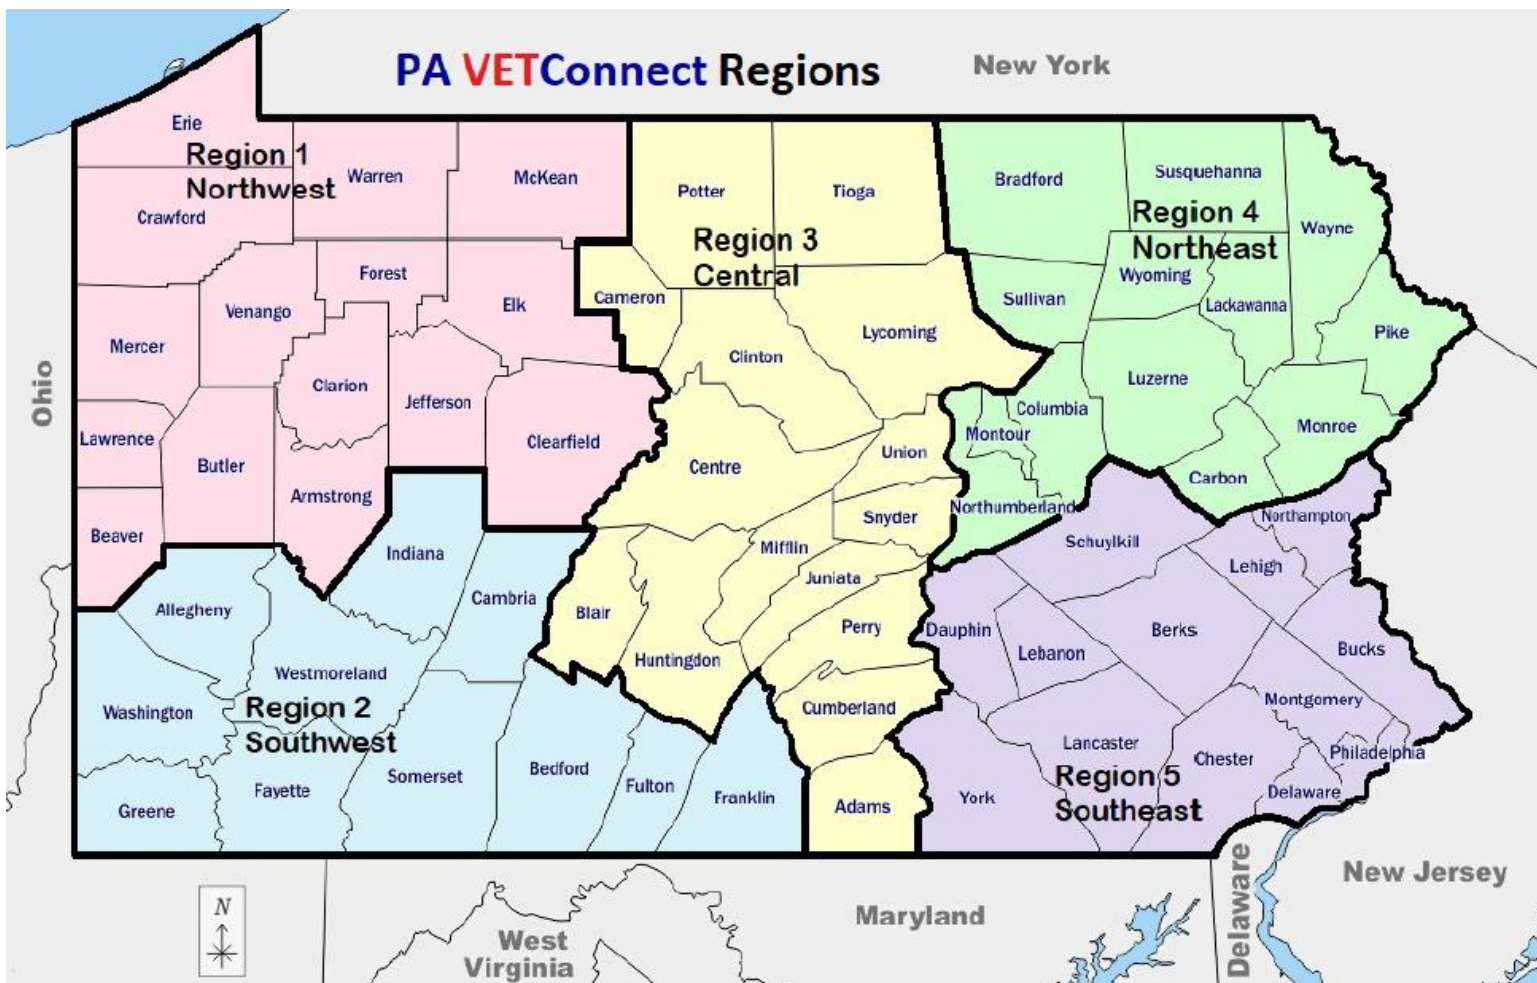 PA VETConnect Regions
New York
Erie
Region 1
Northwest
Warren
McKean
Crawford
Forest
Venango
Elk
Mercer
Clarion
Jefferson
Lawrence
Butler
Clearfield
Armstrong
Beaver
Potter
Tioga
Region 3
Central
Cameron
Lycoming
Clinton
Centre
Union
Snyder
Mifflin
Juniata
Blair
Perry
Huntingdon
Cumberland
Adams
Bradford
Susquehanna
Region 4
Northeast
Wayne
Wyoming
Sullivan
Lackawanna
Pike
Luzerne
Columbia
Montour
Monroe
Carbon
Northumberland
Indiana
Cambria
Allegheny
Westmoreland
Region 2
Southwest
Washington
Somerset
Bedford
Fayette
Fulton
Franklin
Greene
Northampton
Schuylkill
Lehigh
Dauphin
Berks
Lebanon
Bucks
Montgomery
Lancaster
Philadelphia
Chester
Region 5
Southeast
York
Delaware
Ohio
N
West
Virginia
Maryland
Delaware
New Jersey